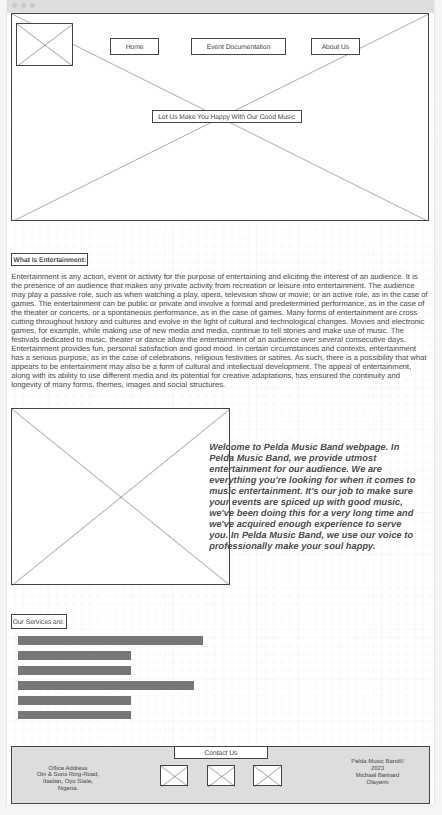 Home
Event Documentation
About Us
Let Us Make You Happy With Our Good Music
What is Entertainment:
Entertainment is any action, event or activity for the purpose of entertaining and eliciting the interest of an audience. It is
the presence of an audience that makes any private activity from recreation or leisure into entertainment. The audience
may play a passive role, such as when watching a play, opera, television show or movie; or an active role, as in the case of
games. The entertainment can be public or private and involve a formal and predetermined performance, as in the case of
the theater or concerts, or a spontaneous performance, as in the case of games. Many forms of entertainment are cross-
cutting throughout history and cultures and evolve in the light of cultural and technological changes. Movies and electronic
games, for example, while making use of new media and media, continue to tell stories and make use of music. The
festivals dedicated to music, theater or dance allow the entertainment of an audience over several consecutive days.
Entertainment provides fun, personal satisfaction and good mood. In certain circumstances and contexts, entertainment
has a serious purpose, as in the case of celebrations, religious festivities or satires. As such, there is a possibility that what
appears to be entertainment may also be a form of cultural and intellectual development. The appeal of entertainment,
along with its ability to use different media and its potential for creative adaptations, has ensured the continuity and
longevity of many forms, themes, images and social structures.
Welcome to Pelda Music Band webpage. In
Pelda Music Band, we provide utmost
entertainment for our audience. We are
everything you're looking for when it comes to
music entertainment. It's our job to make sure
your events are spiced up with good music,
we've been doing this for a very long time and
we've acquired enough experience to serve
you. In Pelda Music Band, we use our voice to
professionally make your soul happy.
Our Services are:
Contact Us
Office Address
Om & Sons Ring-Road,
Ibadan, Oyo State,
Nigeria.
Pelda Music Band©
2023
Michael Bernard
Olayemi